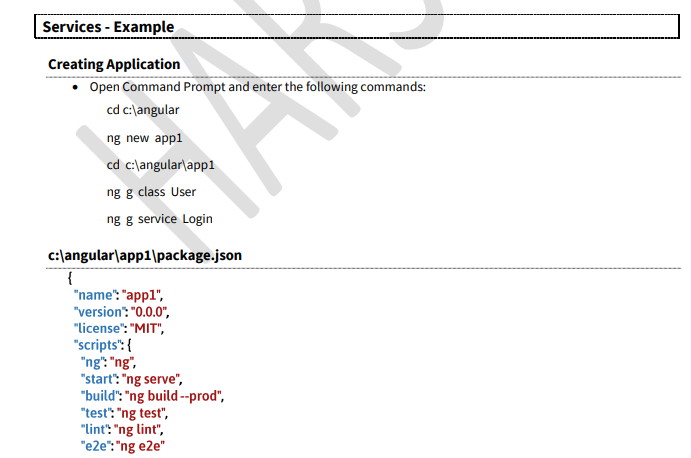 Services - Example
Creating Application
• Open Command Prompt and enter the following commands:
cd c:\angular
ng new app1
cd c:\angular\app1
ng g class User
ng g service Login
c:\angular\app1\package.json
{
"name": "app1",
"version": "0.0.0",
"license": "MIT",
"scripts": {
"ng": "ng",
"start": "ng serve",
"build": "ng build --prod",
"test": "ng test",
"lint": "ng lint",
"e2e": "ng e2e"
HARS